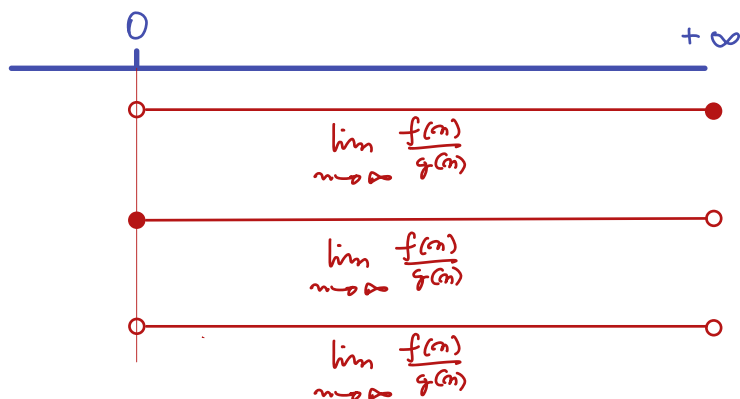 0
+ ∞
lim f(n)
n→∞ g(n)
lim f(n)
n→∞ g(n)
lim f(n)
n→∞ g(n)